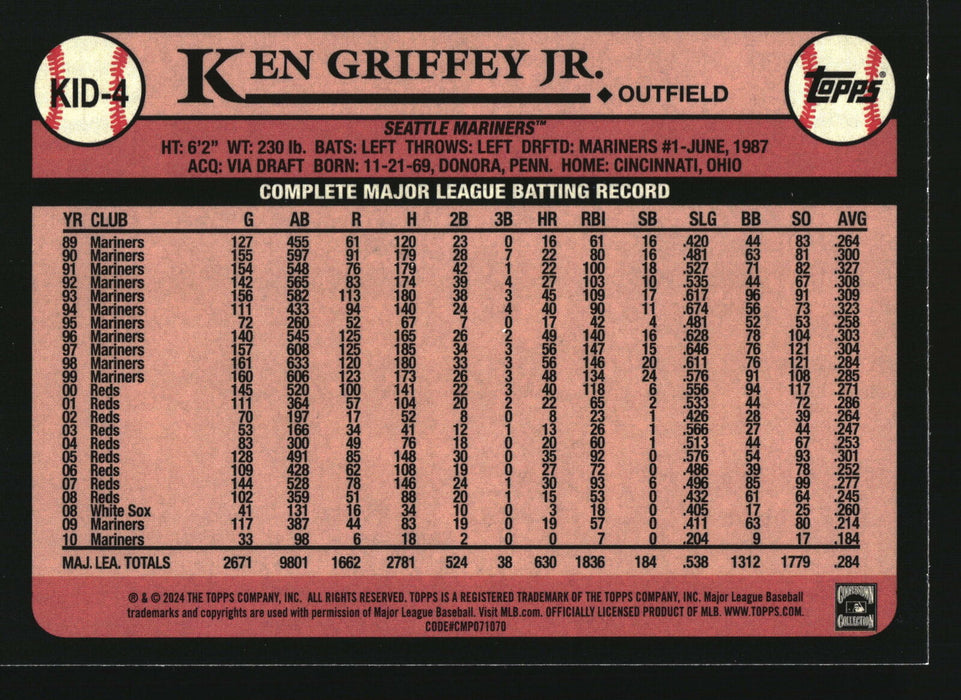 KID-4
KEN GRIFFEY JR.
OUTFIELD
TOPPS®
SEATTLE MARINERS™
HT: 6'2" WT: 230 lb. BATS: LEFT THROWS: LEFT DRFTD: MARINERS #1-JUNE, 1987
ACQ: VIA DRAFT BORN: 11-21-69, DONORA, PENN. HOME: CINCINNATI, OHIO
COMPLETE MAJOR LEAGUE BATTING RECORD
YR CLUB G AB R H 2B 3B HR RBI SB SLG BB SO AVG
89 Mariners 127 455 61 120 23 0 16 61 16 .420 44 83 .264
90 Mariners 155 597 91 179 28 7 22 80 16 .481 63 81 .300
91 Mariners 154 548 76 179 42 1 22 100 18 .527 71 82 .327
92 Mariners 142 565 83 174 39 4 27 103 10 .535 44 67 .308
93 Mariners 156 582 113 180 38 3 45 109 17 .617 96 91 .309
94 Mariners 111 433 94 140 24 4 40 90 11 .674 56 73 .323
95 Mariners 72 260 52 67 7 0 17 42 4 .481 52 53 .258
96 Mariners 140 545 125 165 26 2 49 140 16 .628 78 104 .303
97 Mariners 157 608 125 185 34 3 56 147 15 .646 76 121 .304
98 Mariners 161 633 120 180 33 3 56 146 20 .611 76 121 .284
99 Mariners 160 606 123 173 26 3 48 134 24 .576 91 108 .285
00 Reds 145 520 100 141 22 3 40 118 6 .556 94 117 .271
01 Reds 111 364 57 104 20 2 22 65 2 .533 44 72 .286
02 Reds 70 197 17 52 8 0 8 23 1 .426 28 39 .264
03 Reds 53 166 34 41 12 1 13 26 1 .566 27 44 .247
04 Reds 83 300 49 76 18 0 20 60 1 .513 44 67 .253
05 Reds 128 491 85 148 30 0 35 92 0 .576 54 93 .301
06 Reds 109 428 62 108 19 0 27 72 0 .486 39 78 .252
07 Reds 144 528 78 146 24 1 30 93 6 .496 85 99 .277
08 Reds 102 359 51 88 20 1 15 53 0 .432 61 64 .245
08 White Sox 41 131 16 34 10 0 3 18 0 .405 17 25 .260
09 Mariners 117 387 44 83 19 0 19 57 0 .411 63 80 .214
10 Mariners 33 98 6 18 2 0 0 7 0 .204 9 17 .184
MAJ. LEA. TOTALS 2671 9801 1662 2781 524 38 630 1836 184 .538 1312 1779 .284
® & © 2024 THE TOPPS COMPANY, INC. ALL RIGHTS RESERVED. TOPPS IS A REGISTERED TRADEMARK OF THE TOPPS COMPANY, INC. Major League Baseball
trademarks and copyrights are used with permission of Major League Baseball. Visit MLB.com. OFFICIALLY LICENSED PRODUCT OF MLB. WWW.TOPPS.COM.
CODE#CMP071070
COOPERSTOWN
COLLECTION